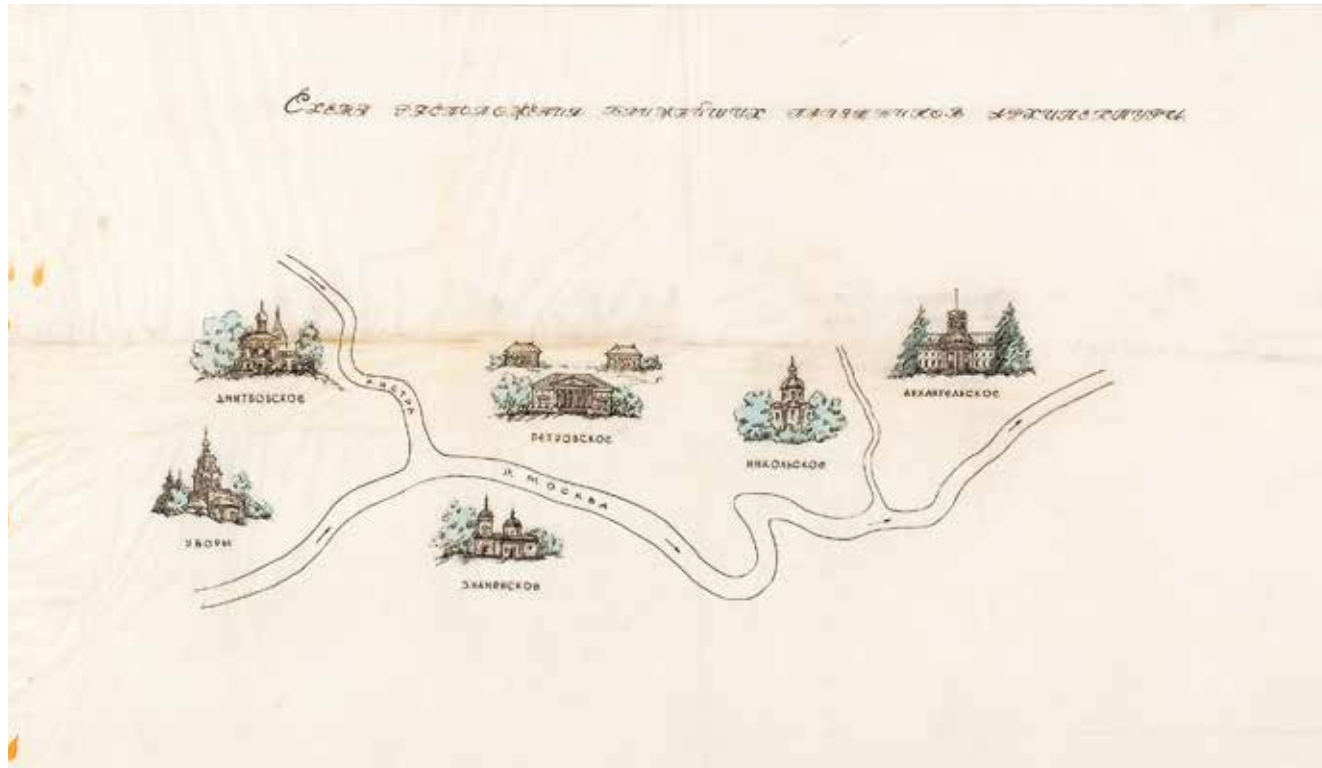 Схема расположения ближайших памятников архитектуры
ДМИТРОВСКОЕ
Р. ИСТРА
ПЕТРОВСКОЕ
АРХАНГЕЛЬСКОЕ
НИКОЛЬСКОЕ
Р. МОСКВА
УБОРЫ
ЗНАМЕНСКОЕ